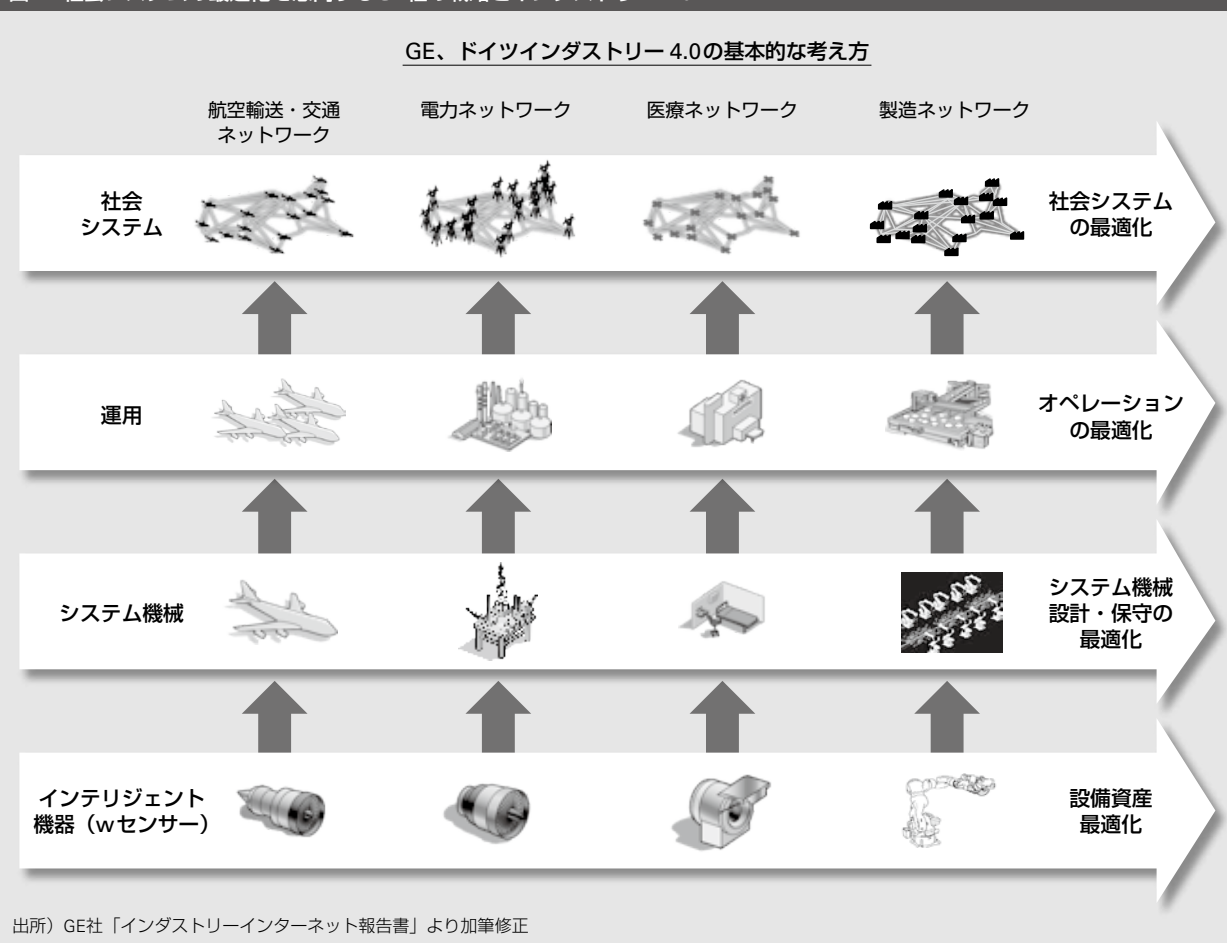 GE、ドイツインダストリー4.0の基本的な考え方
航空輸送・交通
ネットワーク
電力ネットワーク
医療ネットワーク
製造ネットワーク
社会
システム
社会システム
の最適化
運用
オペレーション
の最適化
システム機械
システム機械
設計・保守の
最適化
インテリジェント
機器（wセンサー）
設備資産
最適化
出所）GE社「インダストリーインターネット報告書」より加筆修正